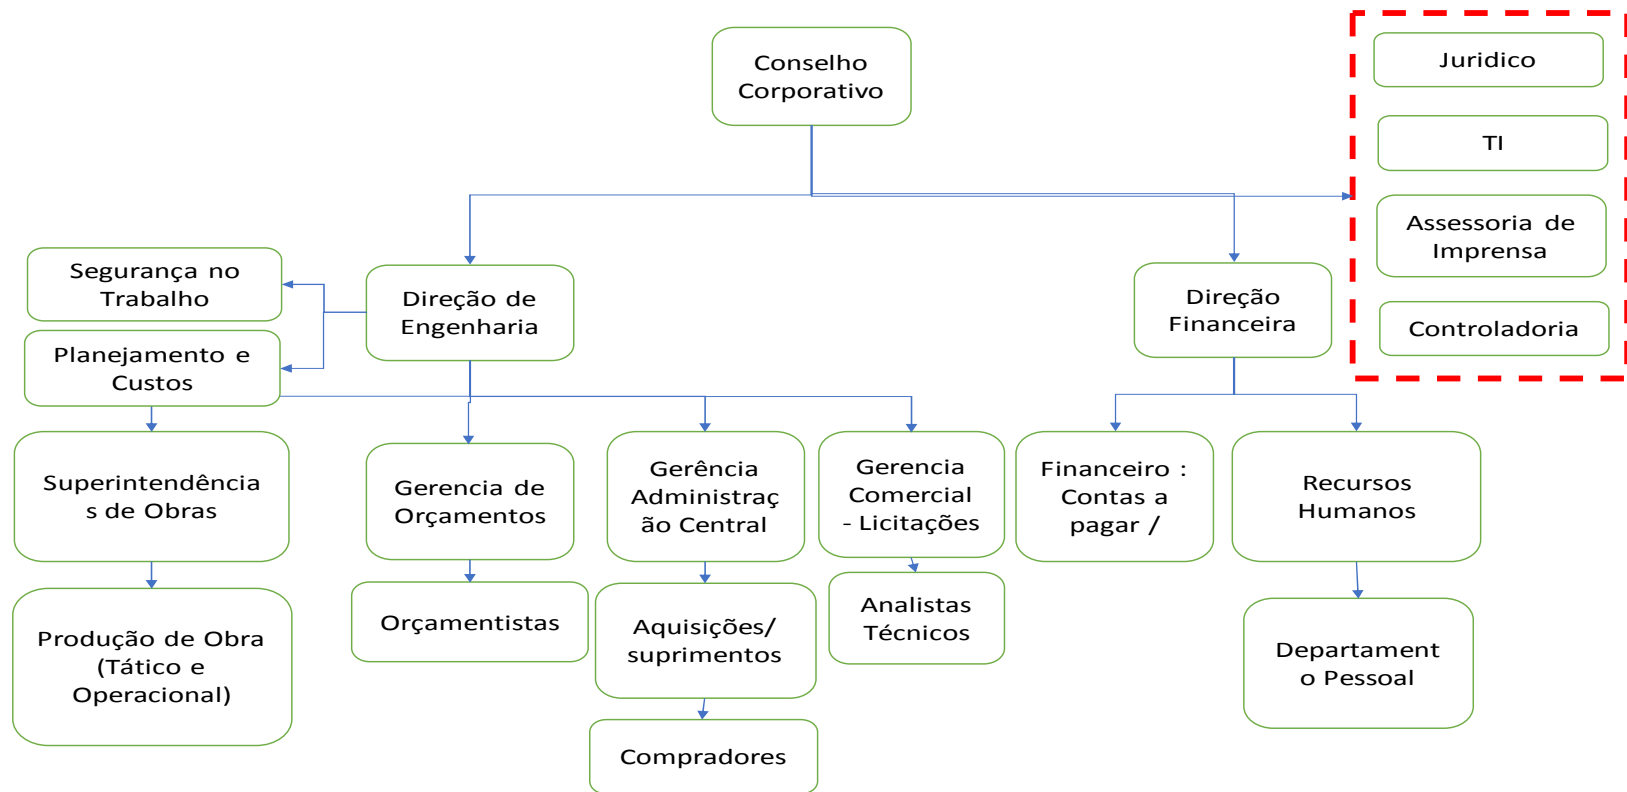 Conselho
Corporativo
Juridico
TI
Assessoria de
Imprensa
Controladoria
Segurança no
Trabalho
Planejamento e
Custos
Direção de
Engenharia
Direção
Financeira
Superintendência
s de Obras
Gerencia de
Orçamentos
Gerência
Administraç
ão Central
Gerencia
Comercial
- Licitações
Financeiro :
Contas a
pagar /
Recursos
Humanos
Produção de Obra
(Tático e
Operacional)
Orçamentistas
Aquisições/
suprimentos
Analistas
Técnicos
Departament
o Pessoal
Compradores